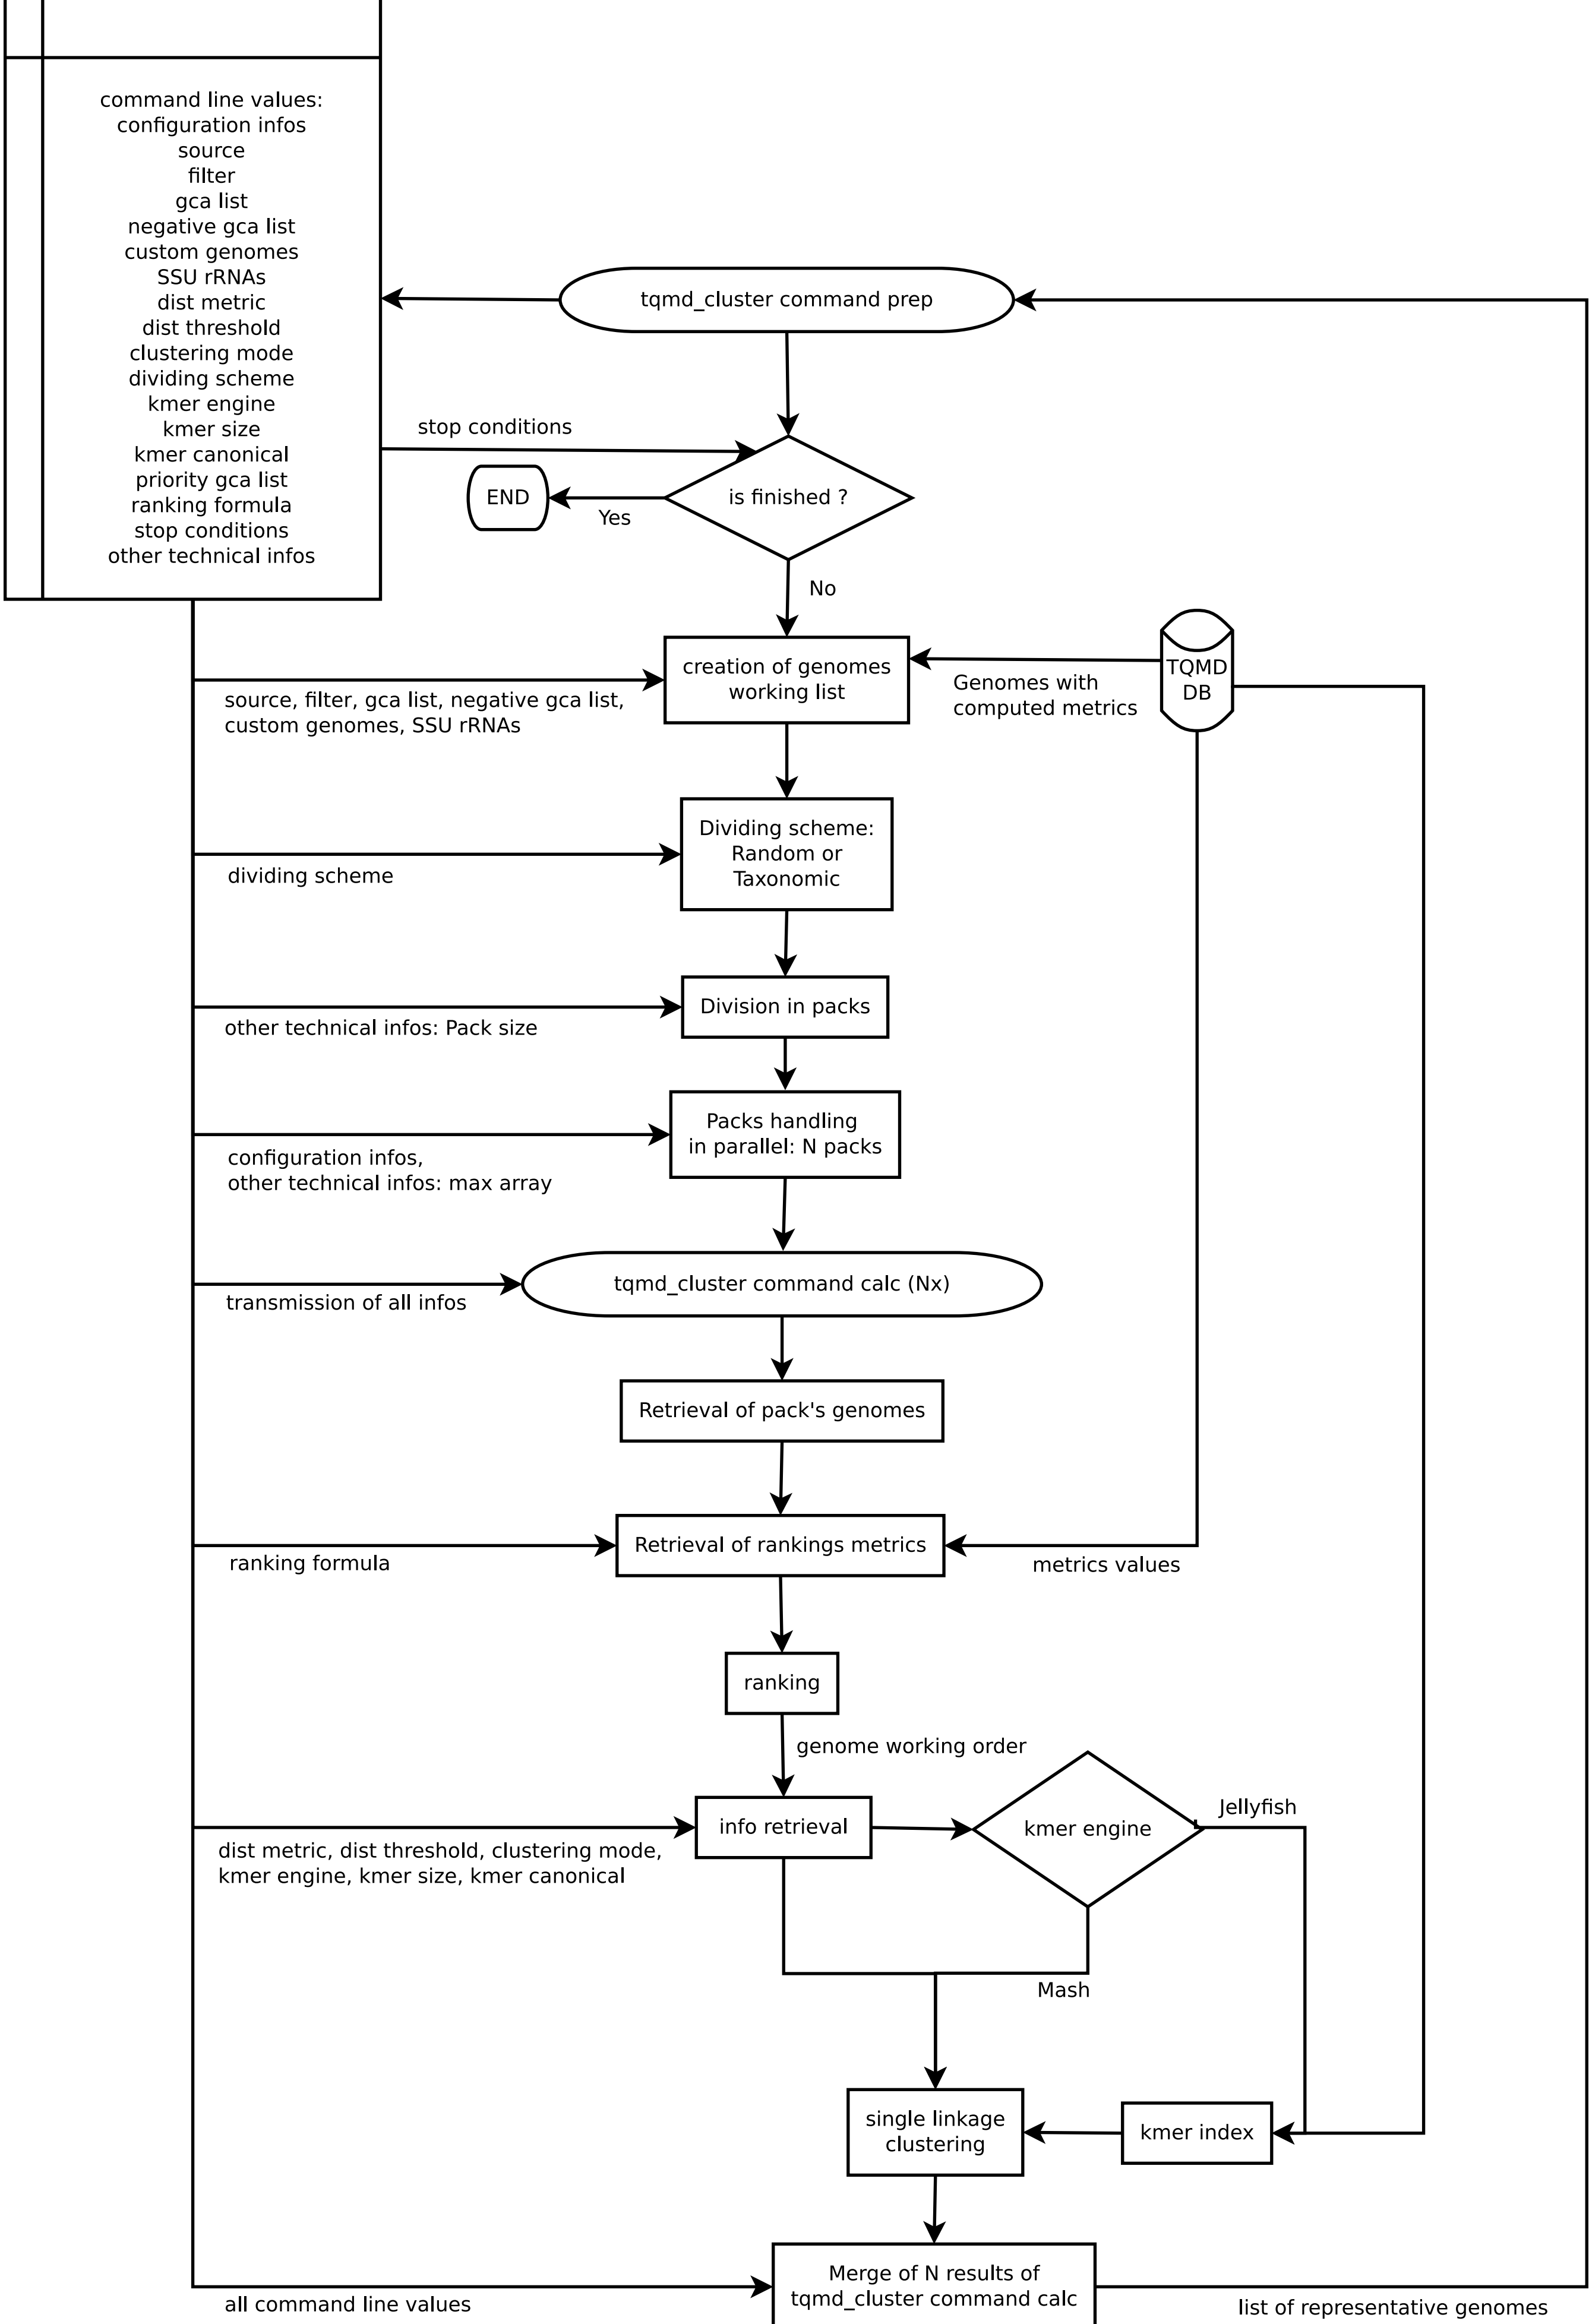 command line values:
configuration infos
source
filter
gca list
negative gca list
custom genomes
SSU rRNAs
dist metric
dist threshold
clustering mode
dividing scheme
kmer engine
kmer size
kmer canonical
priority gca list
ranking formula
stop conditions
other technical infos
tqmd_cluster command prep
stop conditions
is finished ?
END
Yes
No
creation of genomes
working list
TQMD
DB
Genomes with
computed metrics
source, filter, gca list, negative gca list,
custom genomes, SSU rRNAs
Dividing scheme:
Random or
Taxonomic
dividing scheme
Division in packs
other technical infos: Pack size
Packs handling
in parallel: N packs
configuration infos,
other technical infos: max array
tqmd_cluster command calc (Nx)
transmission of all infos
Retrieval of pack's genomes
Retrieval of rankings metrics
ranking formula
metrics values
ranking
genome working order
info retrieval
kmer engine
Jellyfish
dist metric, dist threshold, clustering mode,
kmer engine, kmer size, kmer canonical
Mash
single linkage
clustering
kmer index
Merge of N results of
tqmd_cluster command calc
all command line values
list of representative genomes